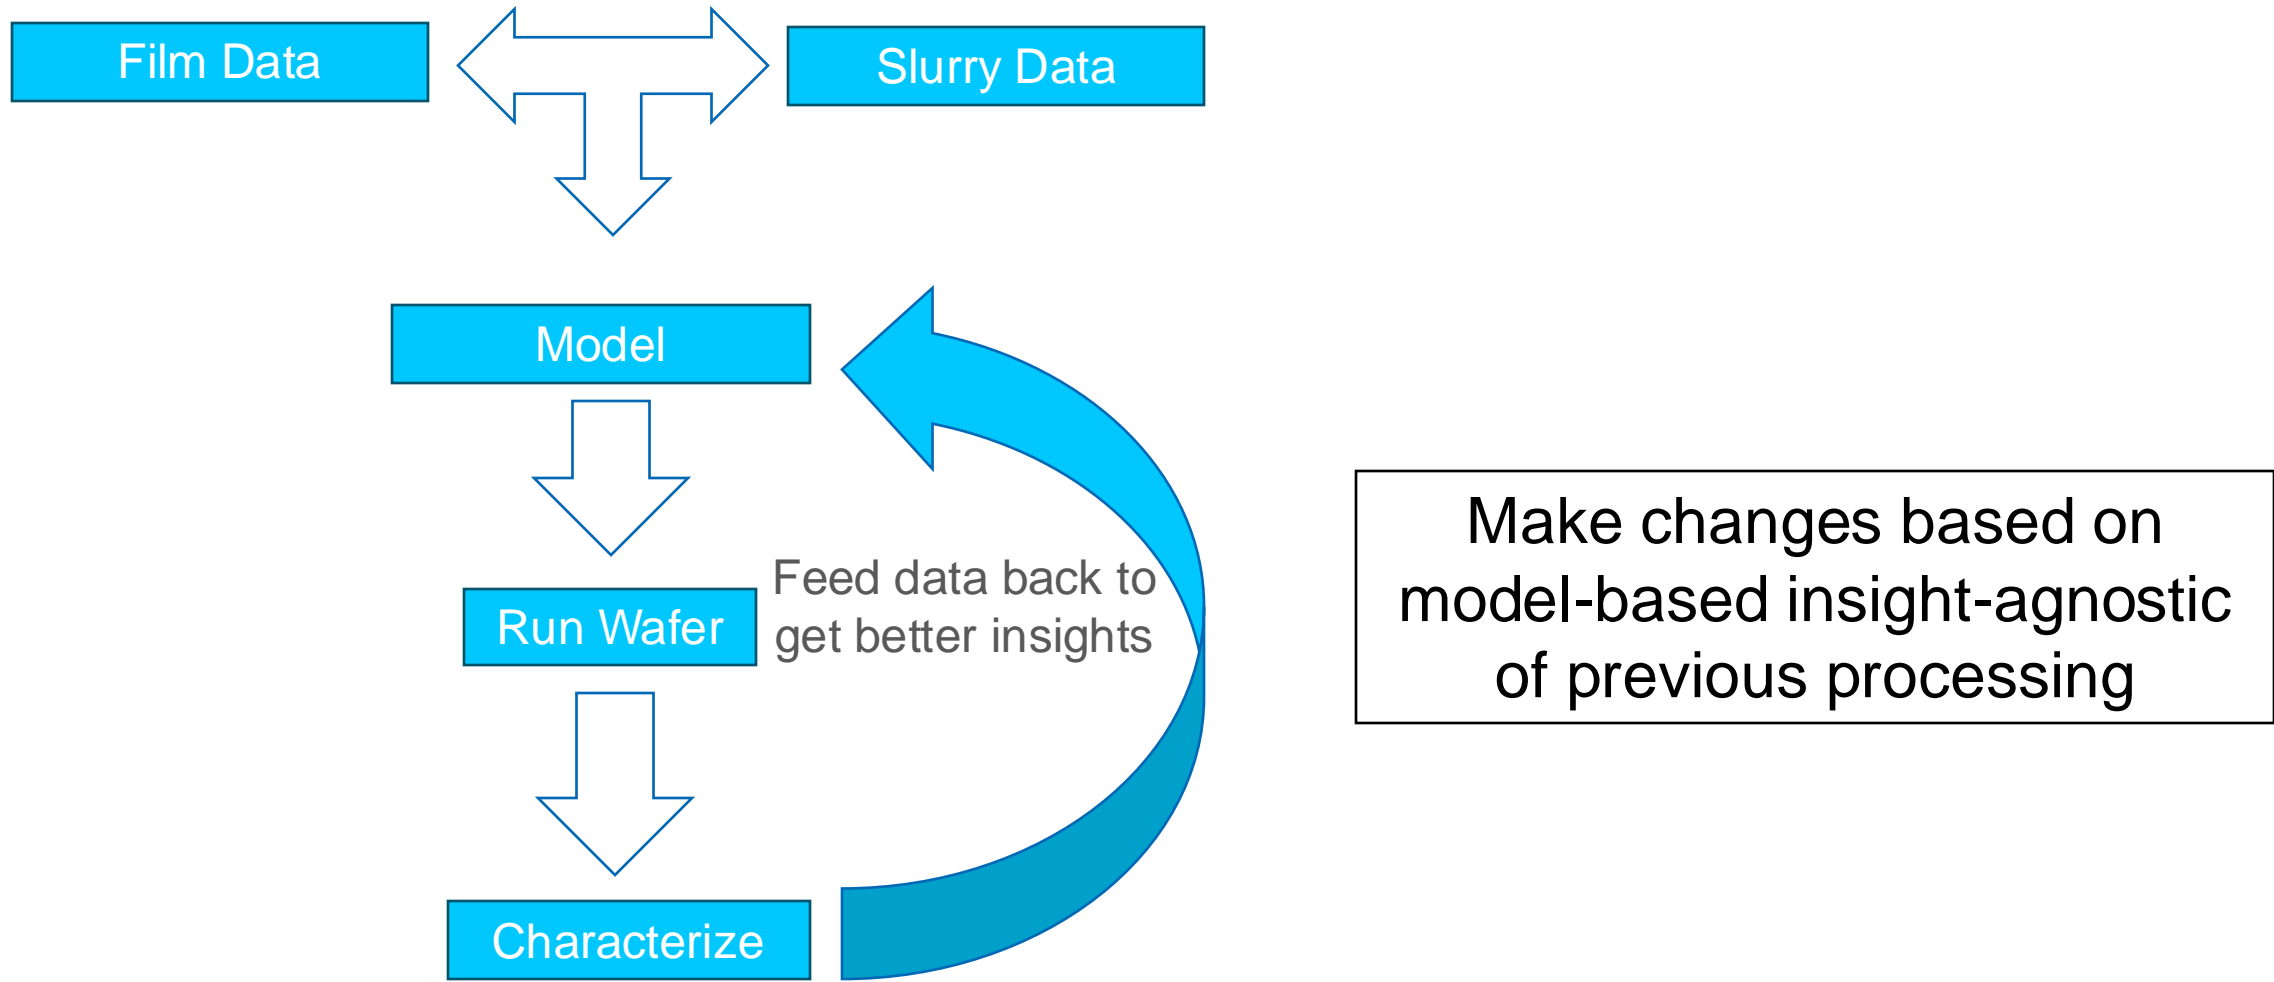 Film Data
Slurry Data
Model
Run Wafer
Feed data back to
get better insights
Characterize
Make changes based on
model-based insight-agnostic
of previous processing